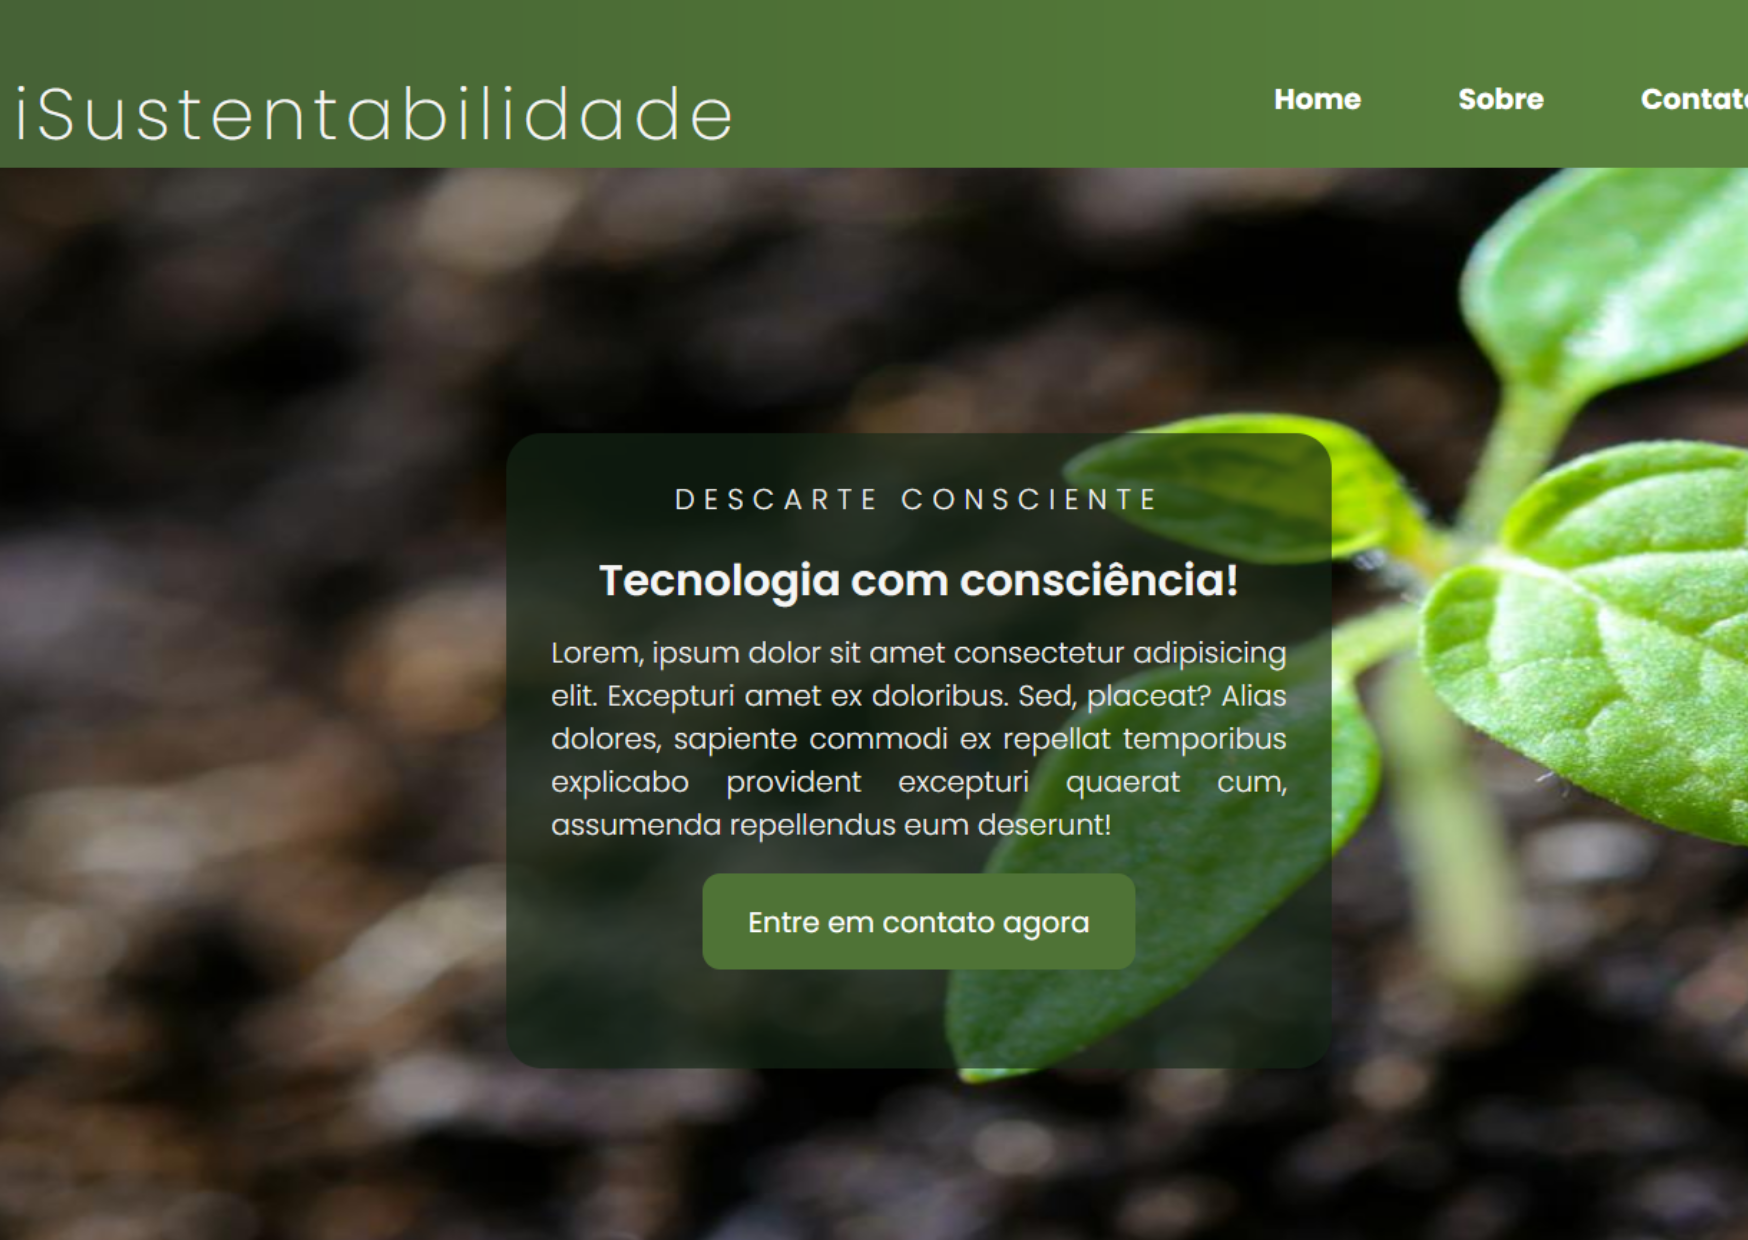 iSustentabilidade
Home Sobre Contato
DESCARTE CONSCIENTE
Tecnologia com consciência!
Lorem, ipsum dolor sit amet consectetur adipisicing
elit. Excepturi amet ex doloribus. Sed, placeat? Alias
dolores, sapiente commodi ex repellat temporibus
explicabo provident excepturi quaerat cum,
assumenda repellendus eum deserunt!
Entre em contato agora